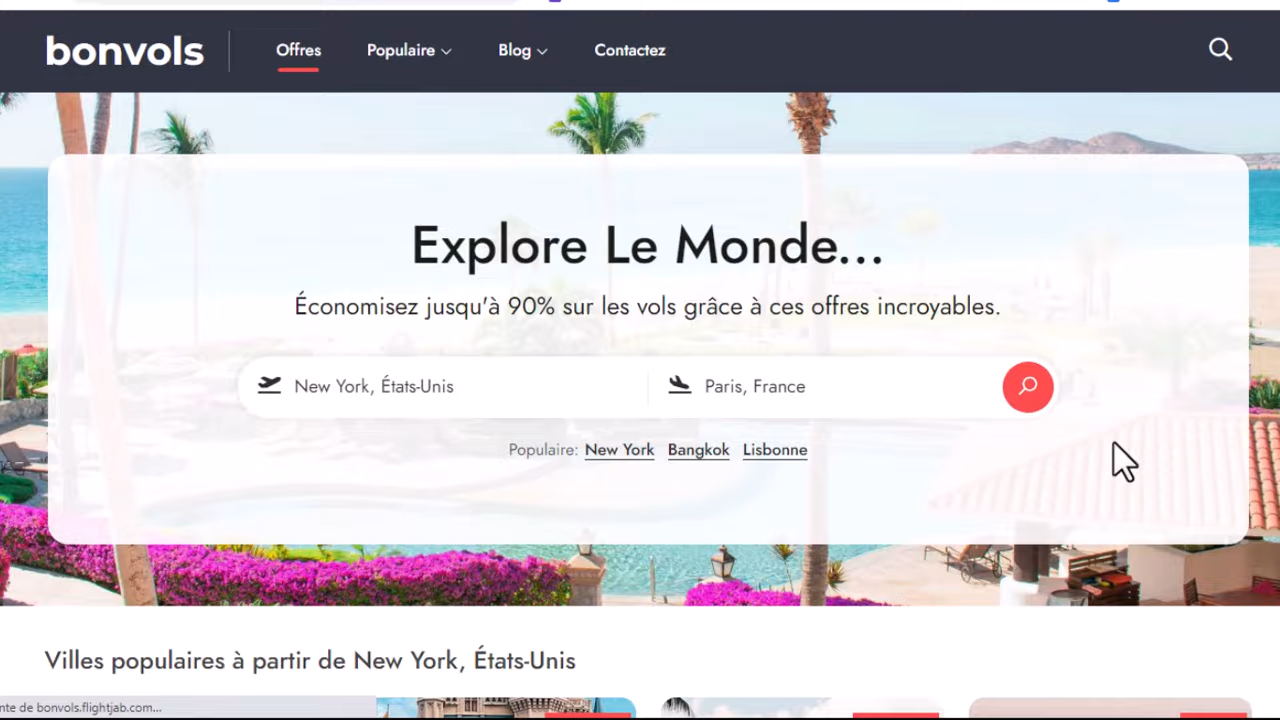 bonvols
Offres
Populaire
Blog
Contactez
Explore Le Monde...
Économisez jusqu'à 90% sur les vols grâce à ces offres incroyables.
New York, États-Unis
Paris, France
Populaire: New York Bangkok Lisbonne
Villes populaires à partir de New York, États-Unis
nte de bonvols.flightjab.com...